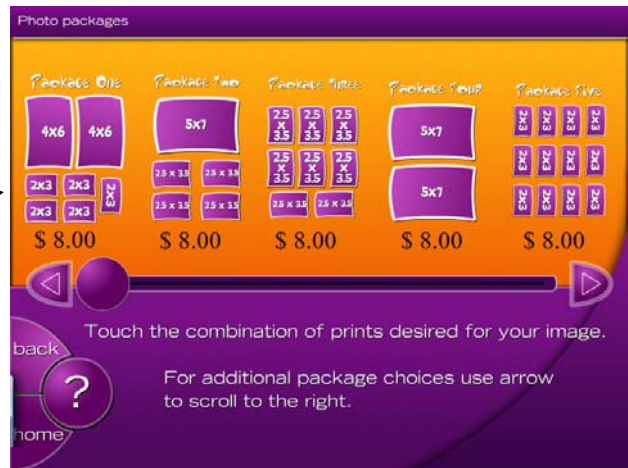 Photo packages
Package One
Package Two
Package Three
Package Four
Package Five
4x6
4x6
2x3
2x3
2x3
2x3
2x3
$ 8.00
5x7
2.5 x 3.5
2.5 x 3.5
2.5 x 3.5
2.5 x 3.5
$ 8.00
2.5
x
3.5
2.5
x
3.5
2.5
x
3.5
2.5
x
3.5
2.5
x
3.5
2.5
x
3.5
2.5 x 3.5
2.5 x 3.5
$ 8.00
5x7
5x7
$ 8.00
2x3
2x3
2x3
2x3
2x3
2x3
2x3
2x3
2x3
2x3
2x3
2x3
$ 8.00
Touch the combination of prints desired for your image.
back
?
For additional package choices use arrow
to scroll to the right.
home